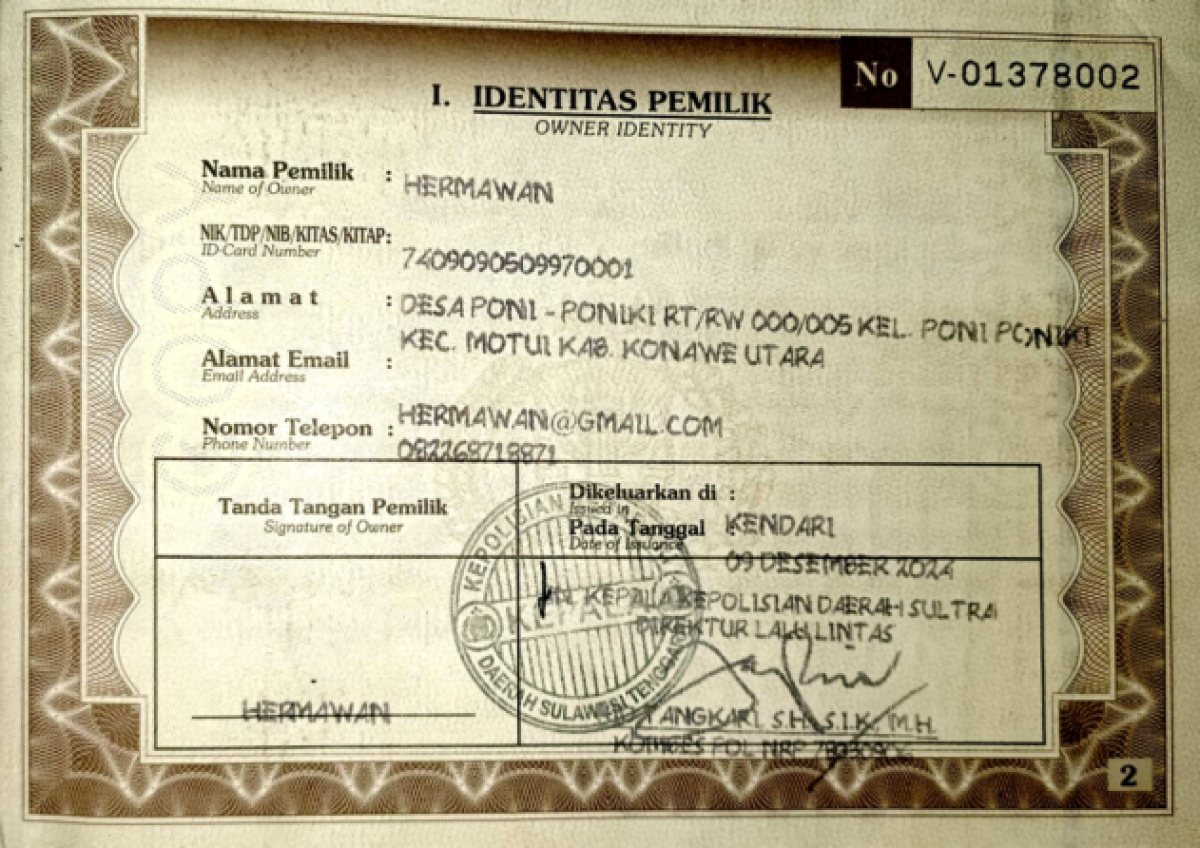 No V-01378002
I. IDENTITAS PEMILIK
OWNER IDENTITY
Nama Pemilik : HERMAWAN
Name of Owner
NIK/TDP/NIB/KITAS/KITAP:
ID-Card Number
7409090509970001
Alamat : DESA PONI - PONIKI RT/RW 000/005 KEL. PONI PONIKI
Address
KEC. MOTUI KAB. KONAWE UTARA
Alamat Email :
Email Address
HERMAWAN@GMAIL.COM
Nomor Telepon :
Phone Number
082268718871
Tanda Tangan Pemilik
Signature of Owner
Dikeluarkan di :
Issued in
KENDARI
Pada Tanggal :
Date of Issuance
09 DESEMBER 2024
KEPALA KEPOLISIAN DAERAH SULTRA
DIREKTUR LALU LINTAS
KEPOLISIAN
KEPALA
DAERAH SULAWESI TENGGARA
HERMAWAN
S.H., S.I.K., M.H.
KOMBES POL NRP
2